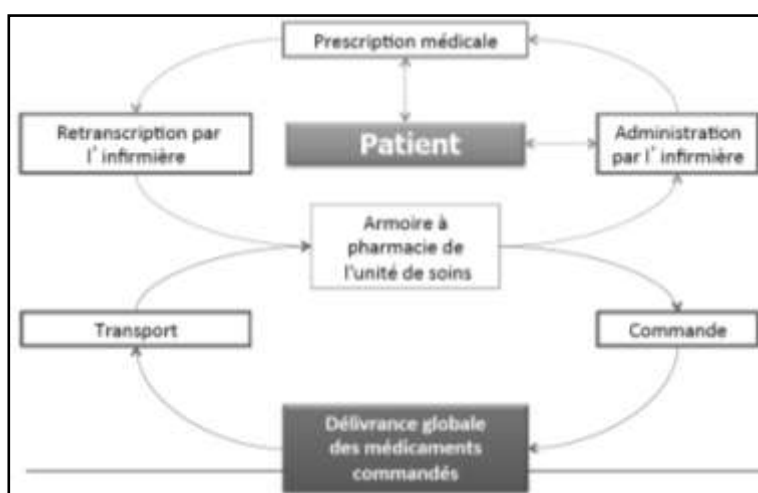 Prescription médicale
Retranscription par
l'infirmière
Patient
Administration
par l'infirmière
Armoire à
pharmacie de
l'unité de soins
Transport
Commande
Délivrance globale
des médicaments
commandés